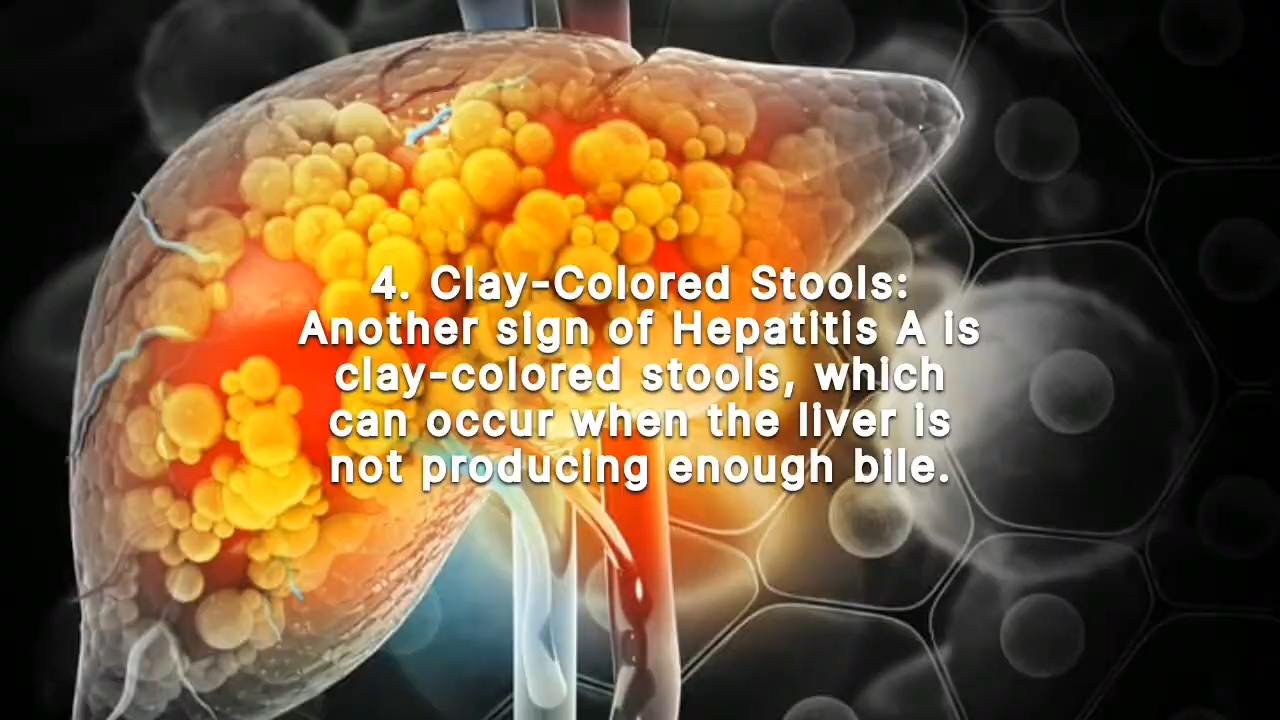 4. Clay-Colored Stools:
Another sign of Hepatitis A is
clay-colored stools, which
can occur when the liver is
not producing enough bile.